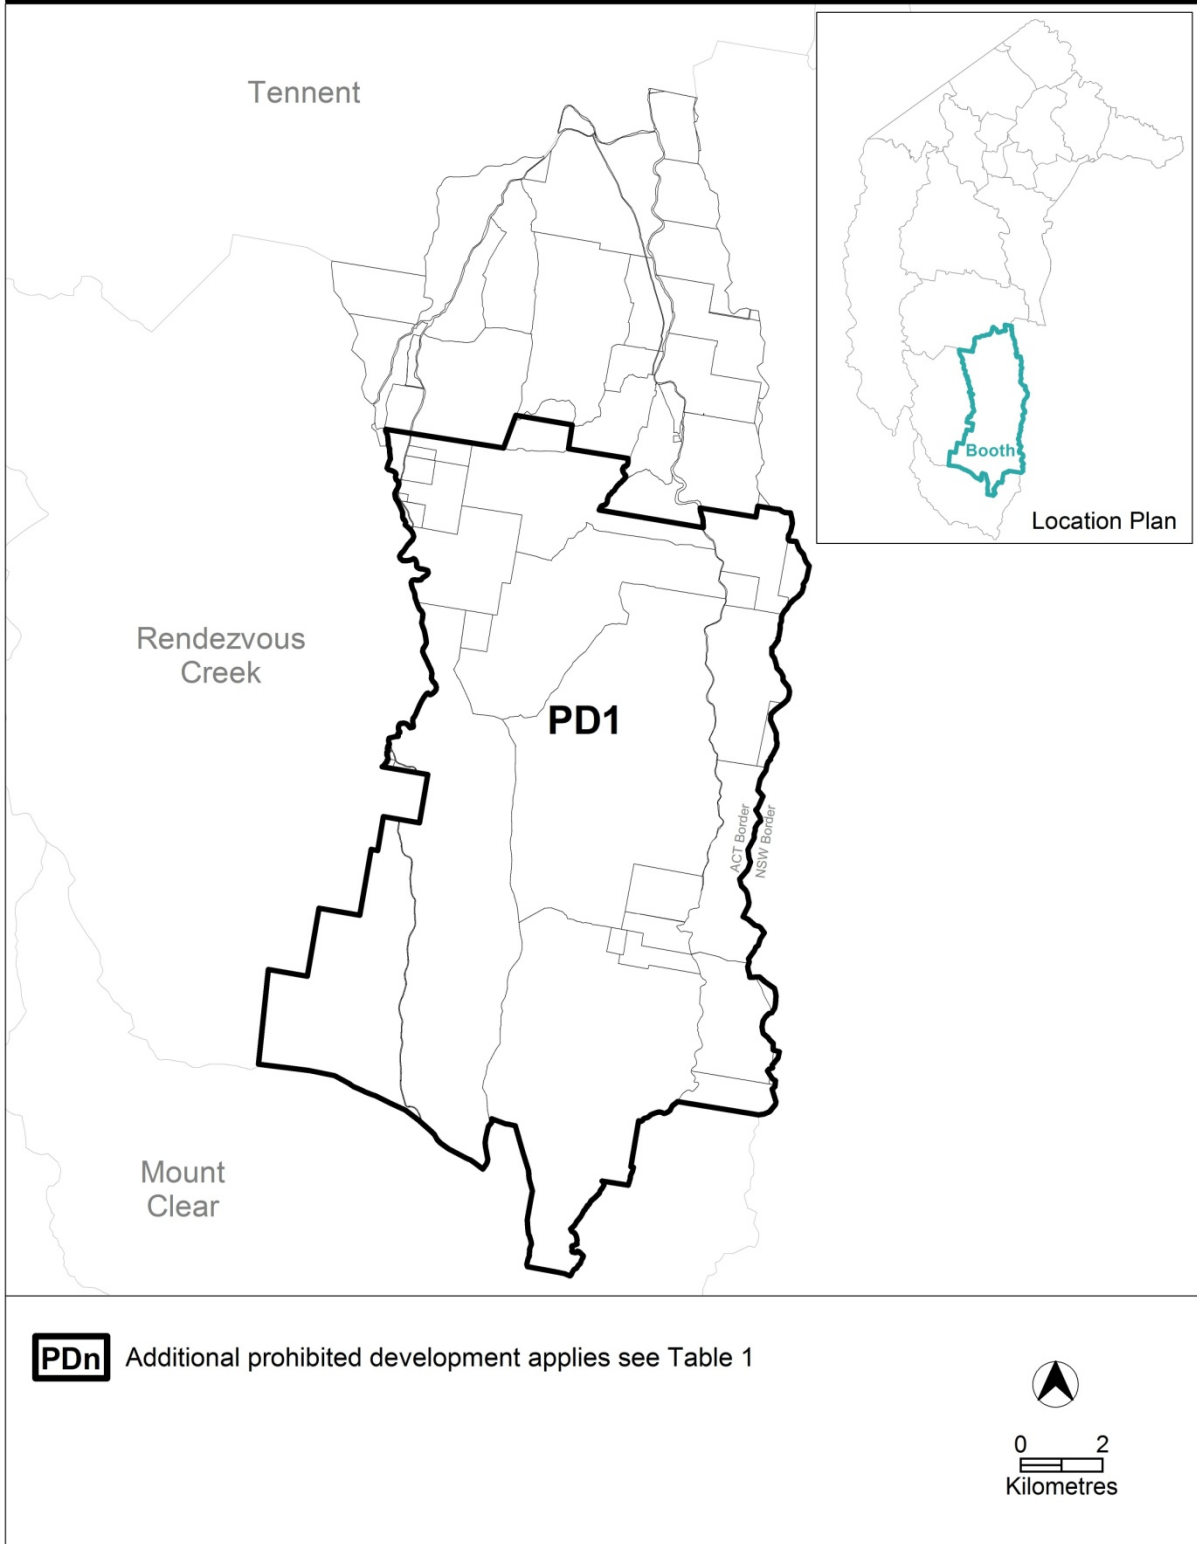 Tennent
Booth
Location Plan
Rendezvous
Creek
PD1
ACT Border
NSW Border
Mount
Clear
PDn Additional prohibited development applies see Table 1
0 2
Kilometres